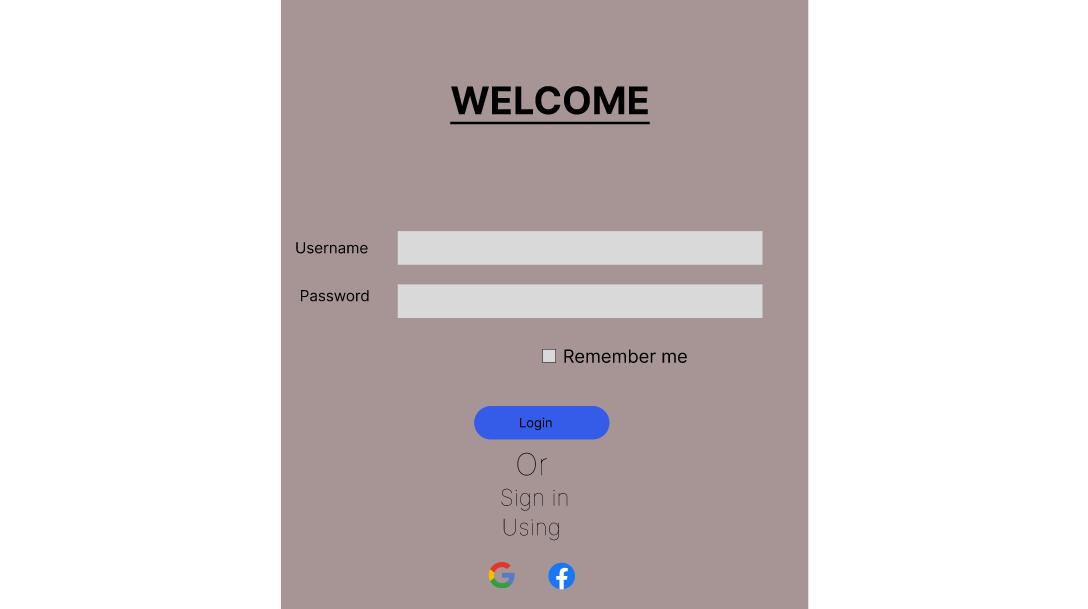 WELCOME
Username
Password
Remember me
Login
Or
Sign in
Using